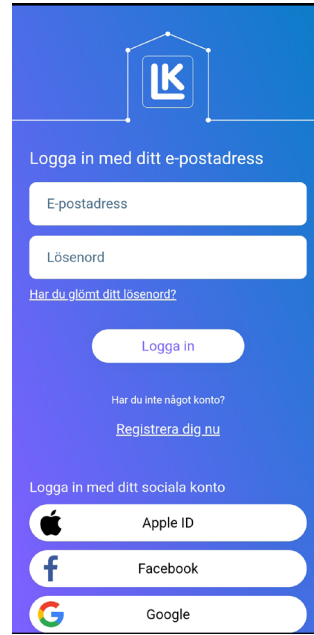 LK
Logga in med ditt e-postadress
E-postadress
Lösenord
Har du glömt ditt lösenord?
Logga in
Har du inte något konto?
Registrera dig nu
Logga in med ditt sociala konto
Apple ID
Facebook
Google